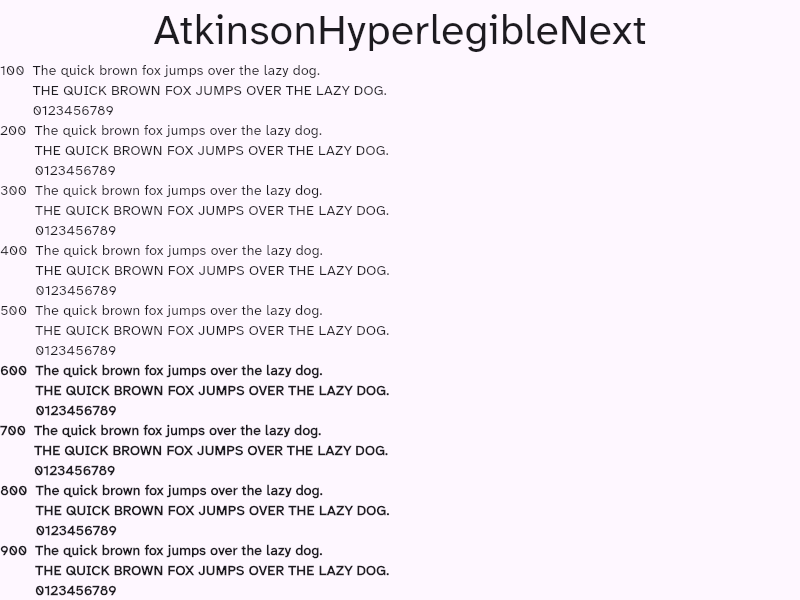 AtkinsonHyperlegibleNext
100 The quick brown fox jumps over the lazy dog.
THE QUICK BROWN FOX JUMPS OVER THE LAZY DOG.
0123456789
200 The quick brown fox jumps over the lazy dog.
THE QUICK BROWN FOX JUMPS OVER THE LAZY DOG.
0123456789
300 The quick brown fox jumps over the lazy dog.
THE QUICK BROWN FOX JUMPS OVER THE LAZY DOG.
0123456789
400 The quick brown fox jumps over the lazy dog.
THE QUICK BROWN FOX JUMPS OVER THE LAZY DOG.
0123456789
500 The quick brown fox jumps over the lazy dog.
THE QUICK BROWN FOX JUMPS OVER THE LAZY DOG.
0123456789
600 The quick brown fox jumps over the lazy dog.
THE QUICK BROWN FOX JUMPS OVER THE LAZY DOG.
0123456789
700 The quick brown fox jumps over the lazy dog.
THE QUICK BROWN FOX JUMPS OVER THE LAZY DOG.
0123456789
800 The quick brown fox jumps over the lazy dog.
THE QUICK BROWN FOX JUMPS OVER THE LAZY DOG.
0123456789
900 The quick brown fox jumps over the lazy dog.
THE QUICK BROWN FOX JUMPS OVER THE LAZY DOG.
0123456789